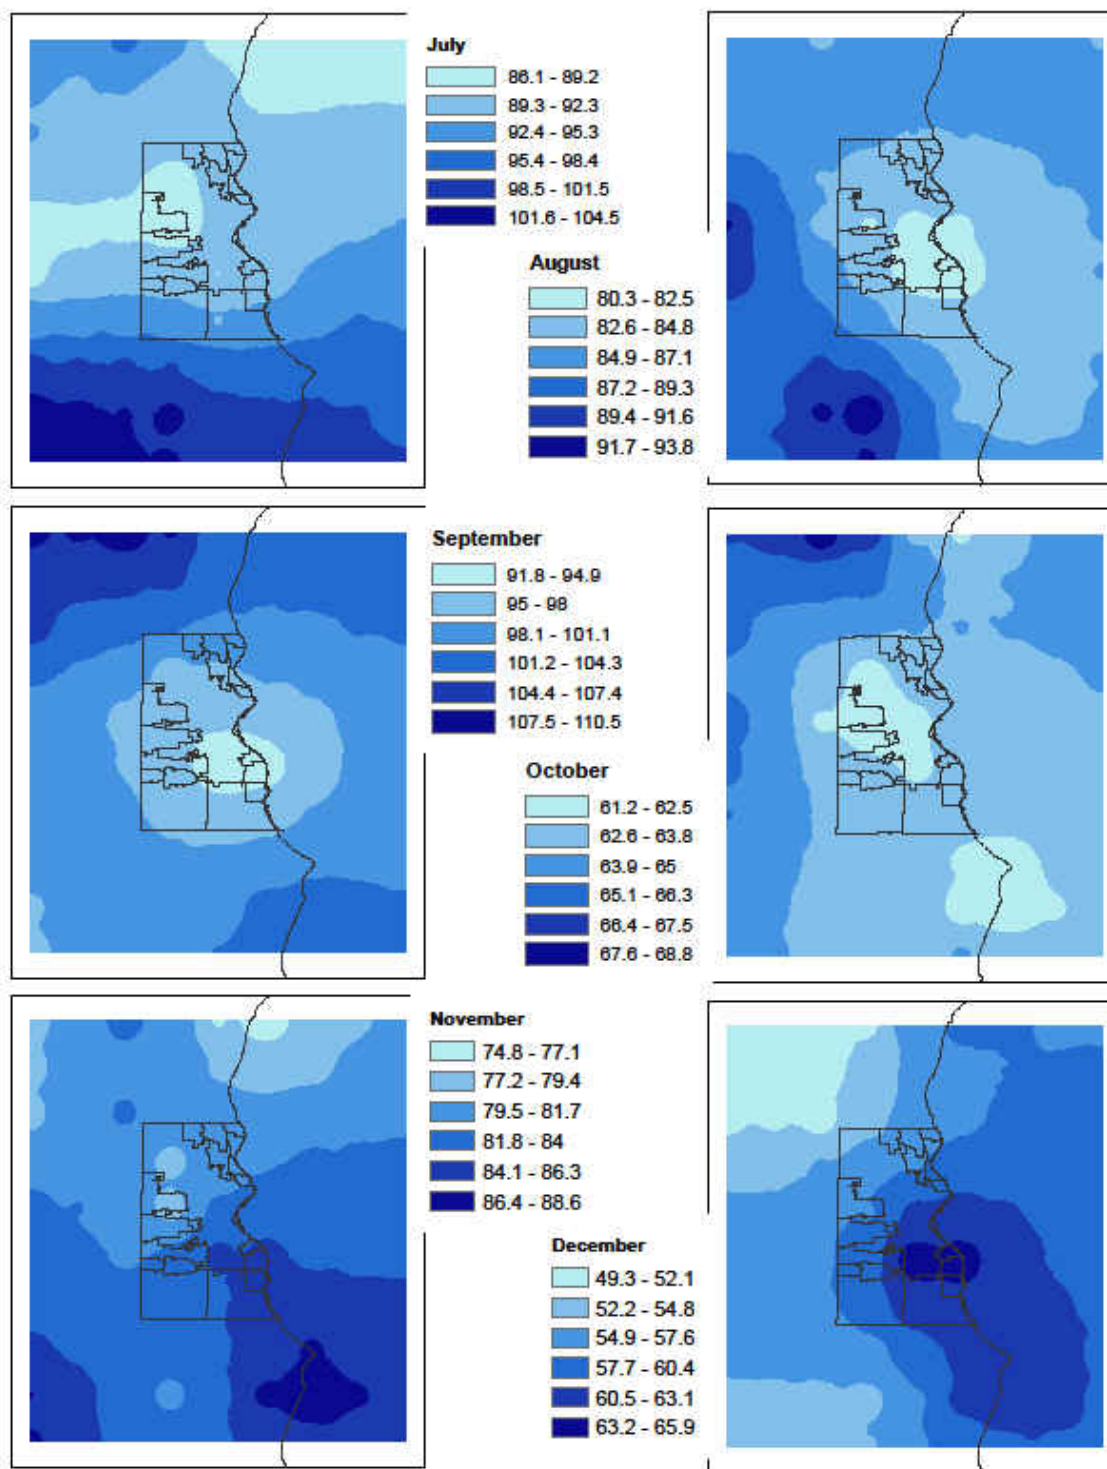 July
86.1 - 89.2
89.3 - 92.3
92.4 - 95.3
95.4 - 98.4
98.5 - 101.5
101.6 - 104.5
August
80.3 - 82.5
82.6 - 84.8
84.9 - 87.1
87.2 - 89.3
89.4 - 91.6
91.7 - 93.8
September
91.8 - 94.9
95 - 98
98.1 - 101.1
101.2 - 104.3
104.4 - 107.4
107.5 - 110.5
October
61.2 - 62.5
62.6 - 63.8
63.9 - 65
65.1 - 66.3
66.4 - 67.5
67.6 - 68.8
November
74.8 - 77.1
77.2 - 79.4
79.5 - 81.7
81.8 - 84
84.1 - 86.3
86.4 - 88.6
December
49.3 - 52.1
52.2 - 54.8
54.9 - 57.6
57.7 - 60.4
60.5 - 63.1
63.2 - 65.9